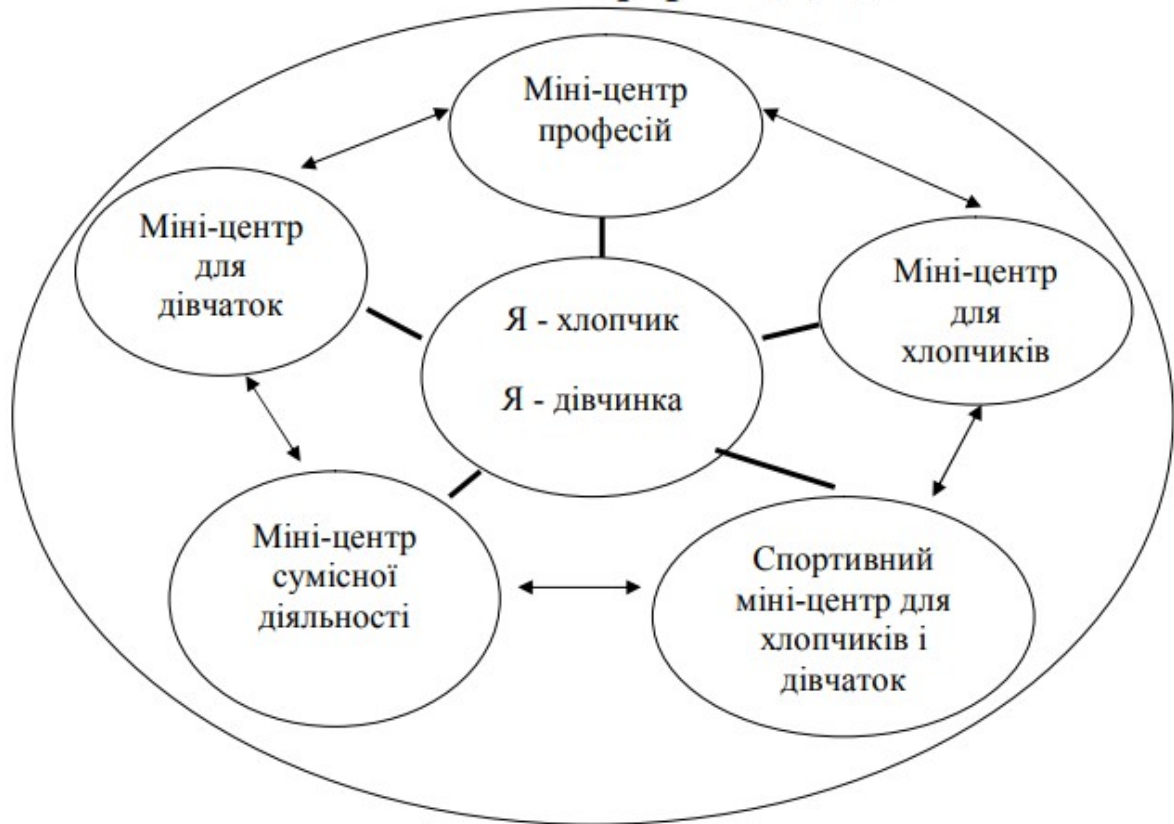 Міні-центр
професій
Міні-центр
для
дівчаток
Міні-центр
для
хлопчиків
Я - хлопчик
Я - дівчинка
Міні-центр
сумісної
діяльності
Спортивний
міні-центр для
хлопчиків і
дівчаток